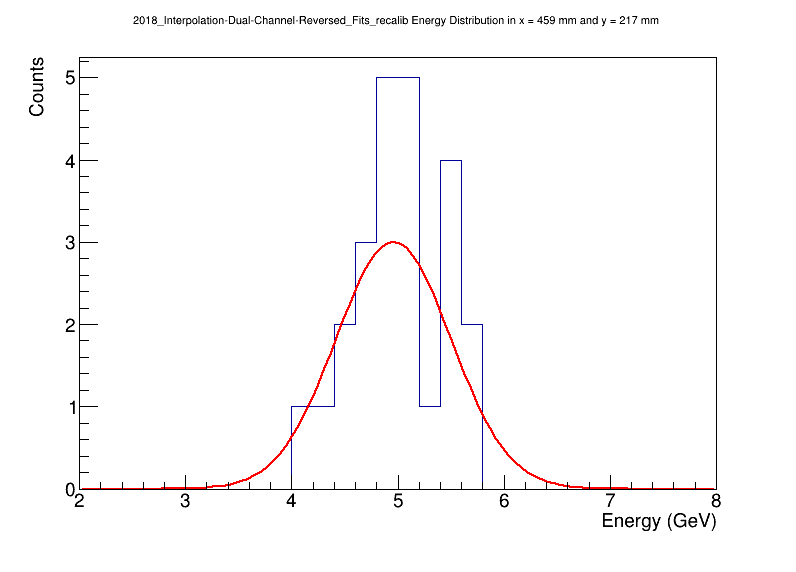 2018_Interpolation-Dual-Channel-Reversed_Fits_recalib Energy Distribution in x = 459 mm and y = 217 mm
Counts
5
4
3
2
1
0
2 3 4 5 6 7 8
Energy (GeV)